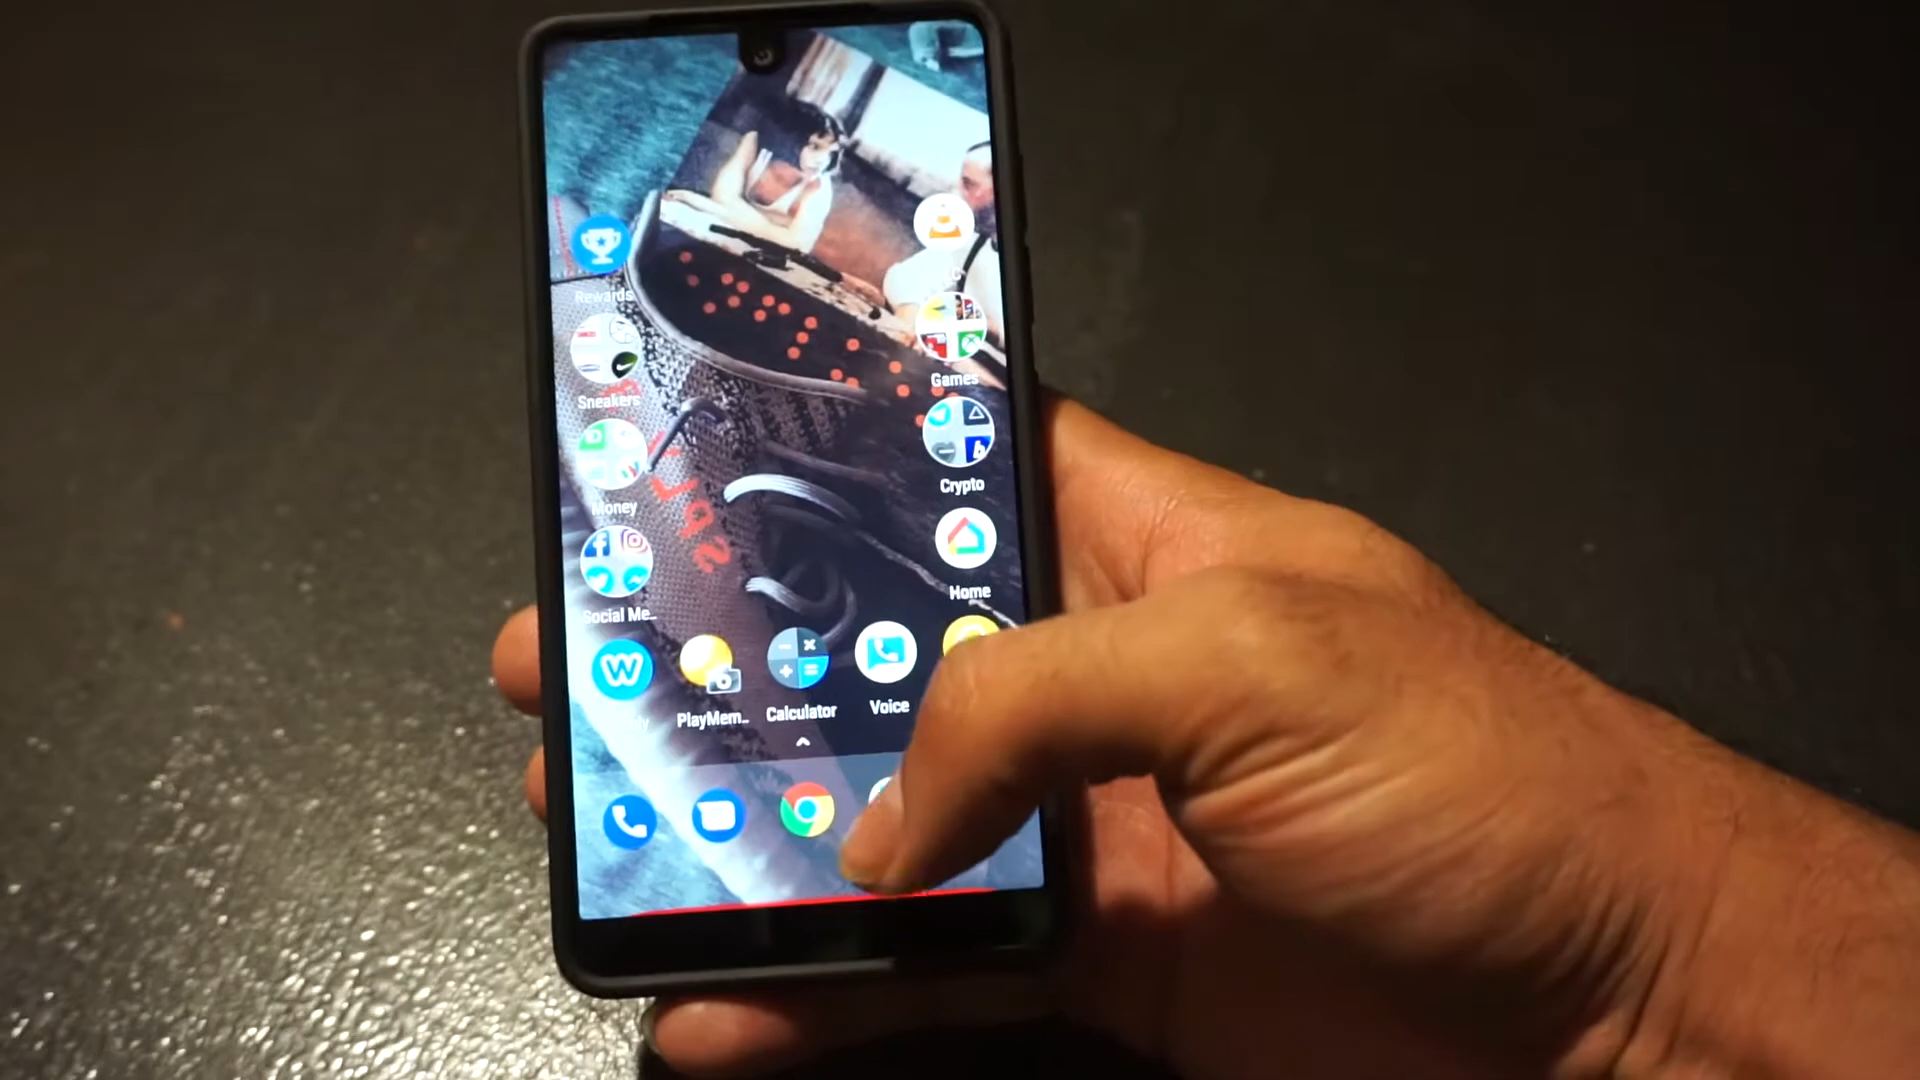 Rewards
Sneakers
Games
Money
Crypto
Social Me..
Home
W
PlayMem..
Calculator
Voice